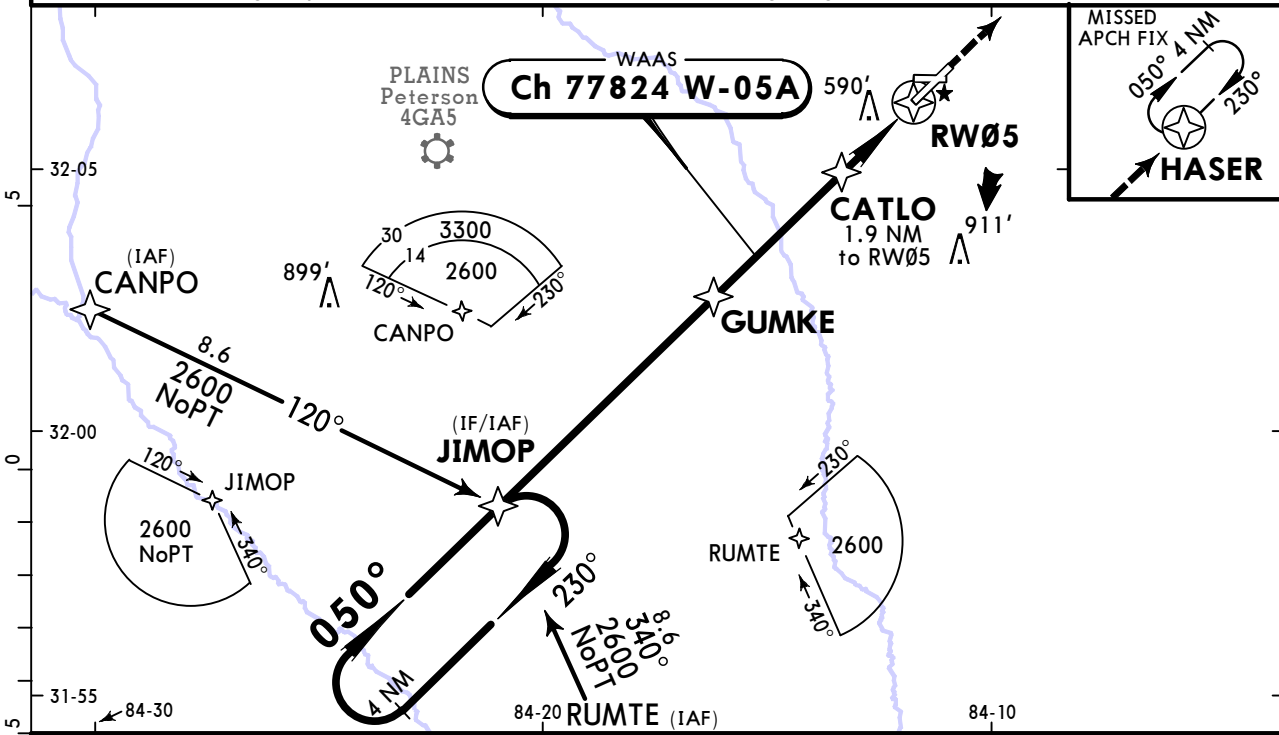 MISSED
APCH FIX
050° 4 NM
230°
HASER
WAAS
Ch 77824 W-05A
590'
RWØ5
PLAINS
Peterson
4GA5
32-05
5
CATLO
1.9 NM
to RWØ5
911'
(IAF)
CANPO
899'
30
3300
14
2600
120°
230°
CANPO
GUMKE
8.6
2600
NoPT
120°
32-00
0
(IF/IAF)
JIMOP
120°
JIMOP
2600
NoPT
340°
230°
RUMTE
2600
340°
050°
230°
4 NM
8.6
340°
2600
NoPT
31-55
5
84-30
84-20
RUMTE (IAF)
84-10